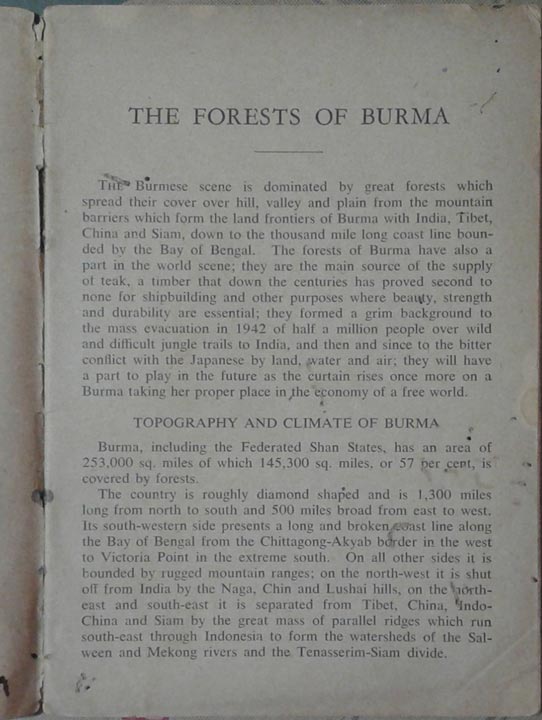 THE FORESTS OF BURMA
THE Burmese scene is dominated by great forests which
spread their cover over hill, valley and plain from the mountain
barriers which form the land frontiers of Burma with India, Tibet,
China and Siam, down to the thousand mile long coast line boun-
ded by the Bay of Bengal. The forests of Burma have also a
part in the world scene; they are the main source of the supply
of teak, a timber that down the centuries has proved second to
none for shipbuilding and other purposes where beauty, strength
and durability are essential; they formed a grim background to
the mass evacuation in 1942 of half a million people over wild
and difficult jungle trails to India, and then and since to the bitter
conflict with the Japanese by land, water and air; they will have
a part to play in the future as the curtain rises once more on a
Burma taking her proper place in the economy of a free world.
TOPOGRAPHY AND CLIMATE OF BURMA
Burma, including the Federated Shan States, has an area of
253,000 sq. miles of which 145,300 sq. miles, or 57 per cent, is
covered by forests.
The country is roughly diamond shaped and is 1,300 miles
long from north to south and 500 miles broad from east to west.
Its south-western side presents a long and broken coast line along
the Bay of Bengal from the Chittagong-Akyab border in the west
to Victoria Point in the extreme south. On all other sides it is
bounded by rugged mountain ranges; on the north-west it is shut
off from India by the Naga, Chin and Lushai hills, on the north-
east and south-east it is separated from Tibet, China, Indo-
China and Siam by the great mass of parallel ridges which run
south-east through Indonesia to form the watersheds of the Sal-
ween and Mekong rivers and the Tenasserim-Siam divide.